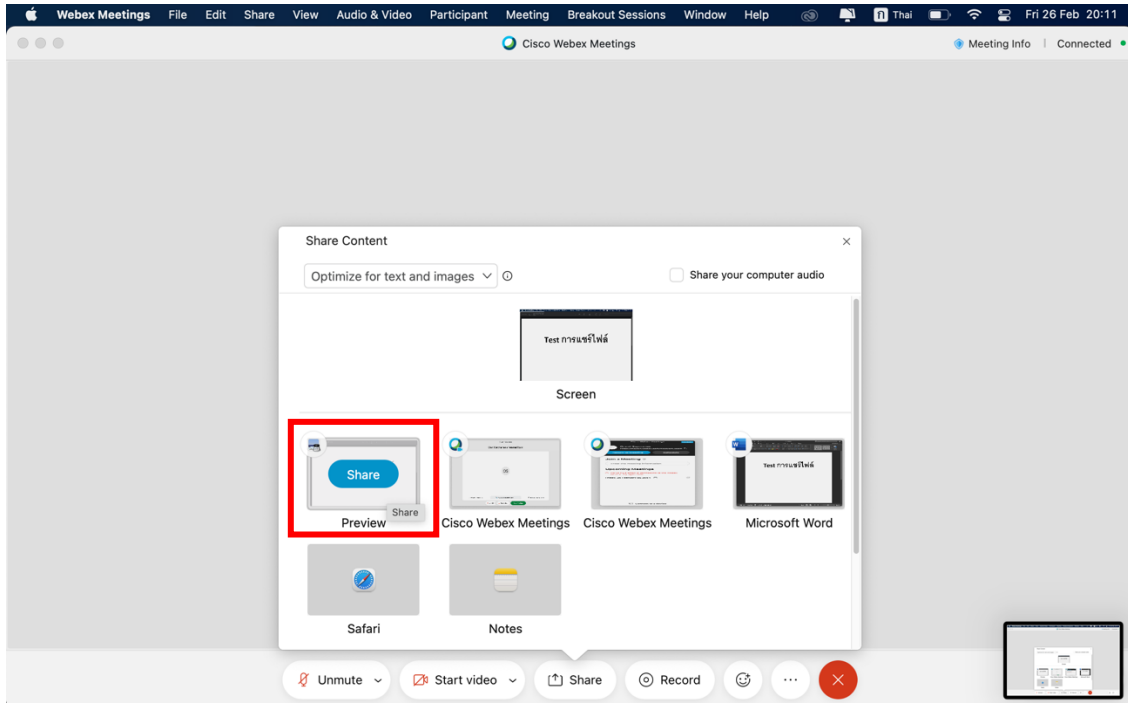 Webex Meetings File Edit Share View Audio & Video Participant Meeting Breakout Sessions Window Help ก Thai Fri 26 Feb 20:11
Cisco Webex Meetings
Meeting Info | Connected
Share Content
Optimize for text and images
Share your computer audio
Test การแชร์ไฟล์
Screen
Share
Share
Test การแชร์ไฟล์
Preview Cisco Webex Meetings Cisco Webex Meetings Microsoft Word
Safari Notes
Unmute Start video Share Record